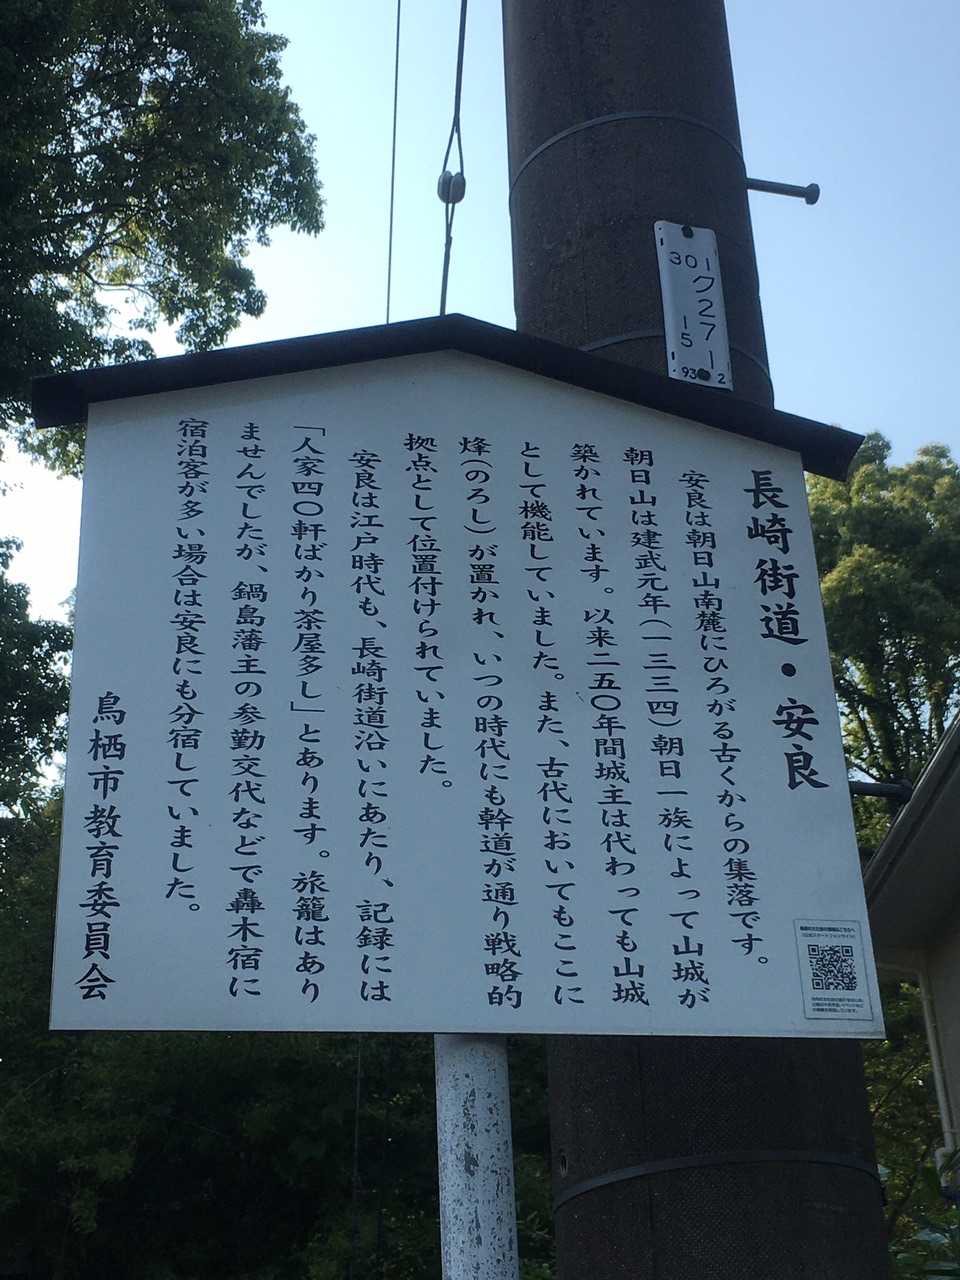 長崎街道・安良
安良は朝日山南麓にひろがる古くからの集落です。
朝日山は建武元年(一三三四)朝日一族によって山城が
築かれています。以来二五〇年間城主は代わっても山城
として機能していました。また、古代においてもここに
烽(のろし)が置かれ、いつの時代にも幹道が通り戦略的
拠点として位置付けられていました。
安良は江戸時代も、長崎街道沿いにあたり、記録には
「人家四〇軒ばかり茶屋多し」とあります。旅籠はあり
ませんでしたが、鍋島藩主の参勤交代などで轟木宿に
宿泊客が多い場合は安良にも分宿していました。
鳥栖市教育委員会
301
ク27
15
1
93
2